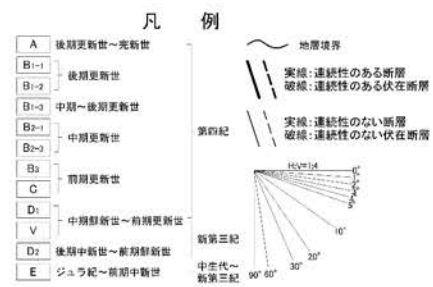 凡 例
A 後期更新世～完新世
B1-1
B1-2
後期更新世
B1-3 中期～後期更新世
B2-1
B2-3
中期更新世
B3
C
前期更新世
D1
V
中期鮮新世～前期更新世
D2 後期中新世～前期鮮新世
E ジュラ紀～前期中新世
第四紀
新第三紀
中生代～
新第三紀
地層境界
実線：連続性のある断層
破線：連続性のある伏在断層
実線：連続性のない断層
破線：連続性のない伏在断層
H:V=1:4
0°
10°
20°
30°
60°
90°